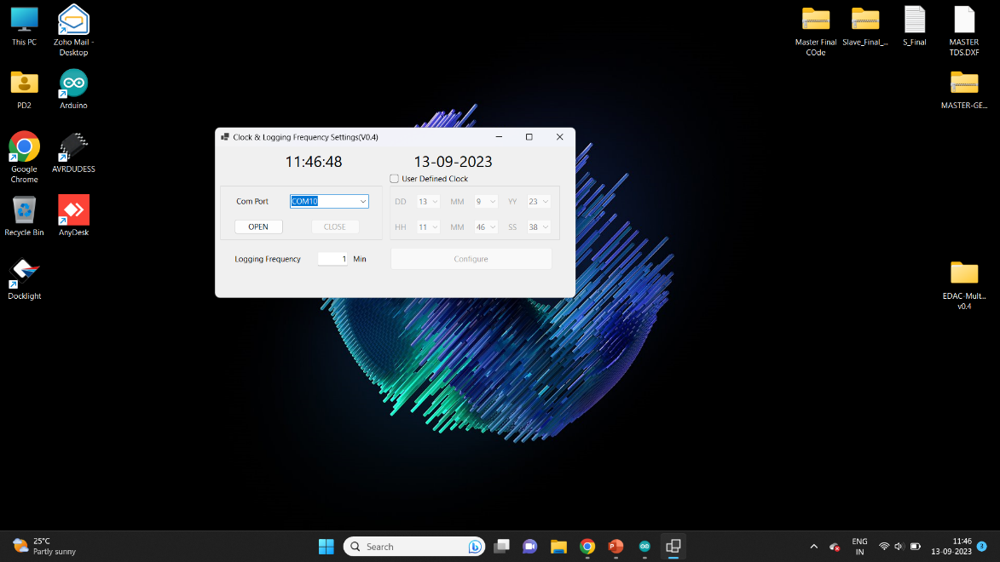 This PC
Zoho Mail -
Desktop
Master Final
COde
Slave_Final_...
S_Final
MASTER
TDS.DXF
PD2
Arduino
MASTER-GE...
Google
Chrome
AVRDUDESS
Recycle Bin
AnyDesk
Docklight
EDAC-Mult...
v0.4
Clock & Logging Frequency Settings(V0.4)
11:46:48
13-09-2023
User Defined Clock
Com Port
COM10
DD
13
MM
9
YY
23
OPEN
CLOSE
HH
11
MM
46
SS
38
Logging Frequency
1
Min
Configure
25°C
Partly sunny
Search
ENG
IN
11:46
13-09-2023
3